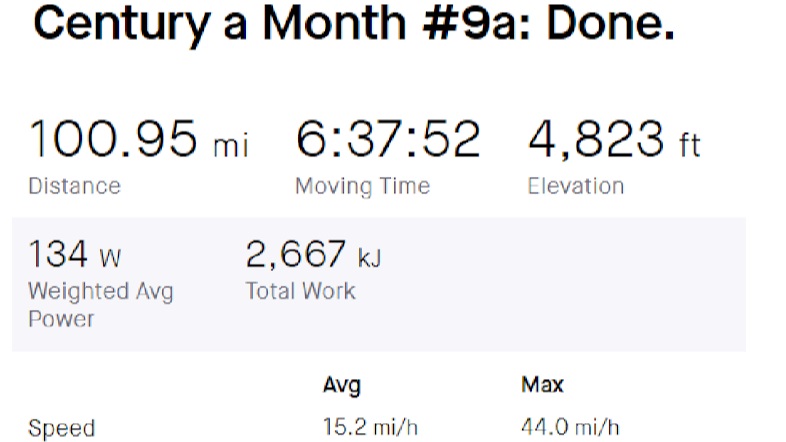 Century a Month #9a: Done.
100.95 mi 6:37:52 4,823 ft
Distance Moving Time Elevation
134 W 2,667 kJ
Weighted Avg Total Work
Power
Avg Max
Speed 15.2 mi/h 44.0 mi/h